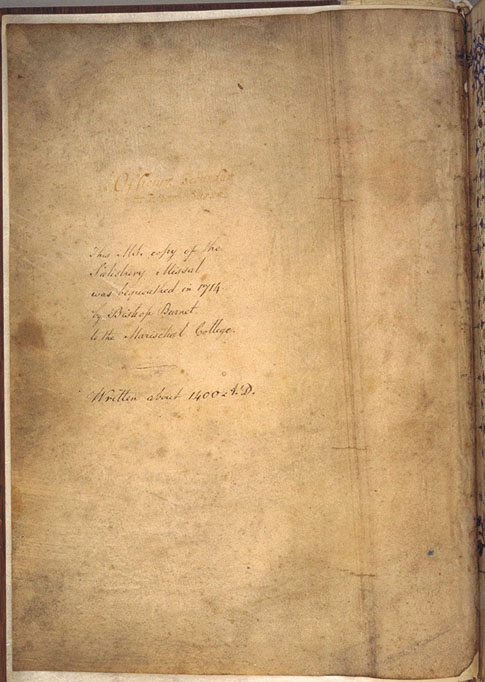 This MS. copy of the
Salisbury Missal
was bequeathed in 1714
by Bishop Burnet
to the Marischal College.
Written about 1400 A.D.